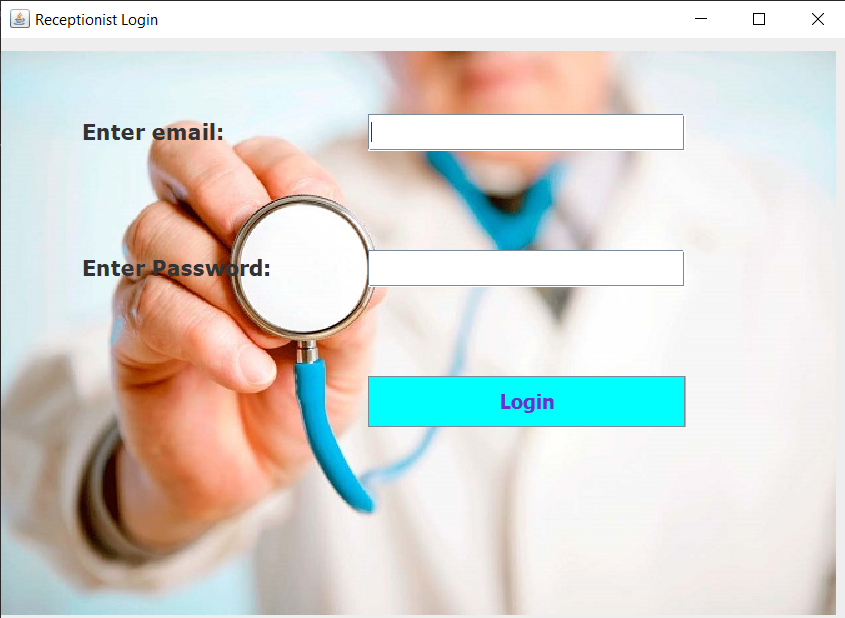 Receptionist Login
Enter email:
Enter Password:
Login